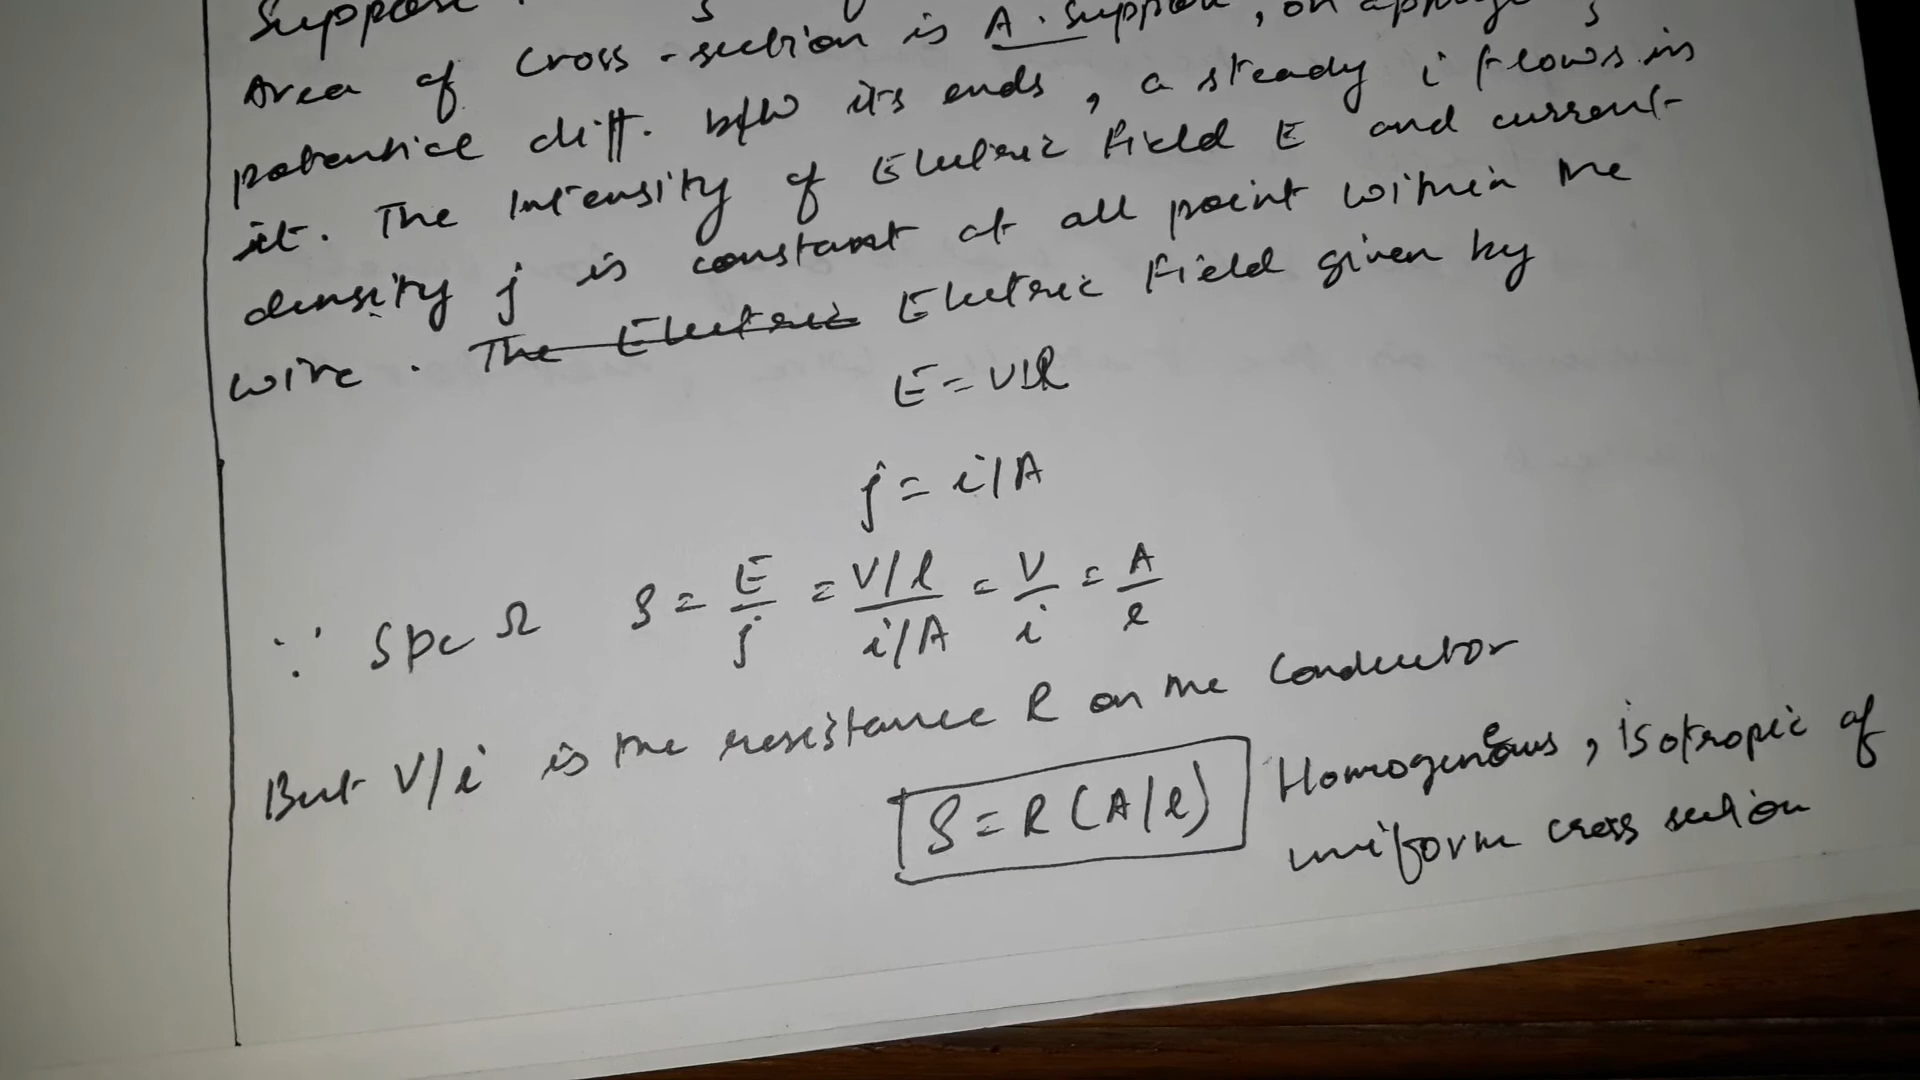 Suppose
Area of cross-section is A. Suppose, on applying
potential diff. b/w its ends, a steady i flows in
it. The Intensity of Electric Field E and current
density j is constant at all point within the
wire. The Electric Electric Field given by
E = V/l
j = i/A
∵ Spc Ω ρ = E/j = V/l / i/A = V/i = A/l
But V/i is the resistance R on the Conductor
ρ = R (A/l) Homogeneous, isotropic of
uniform cross section